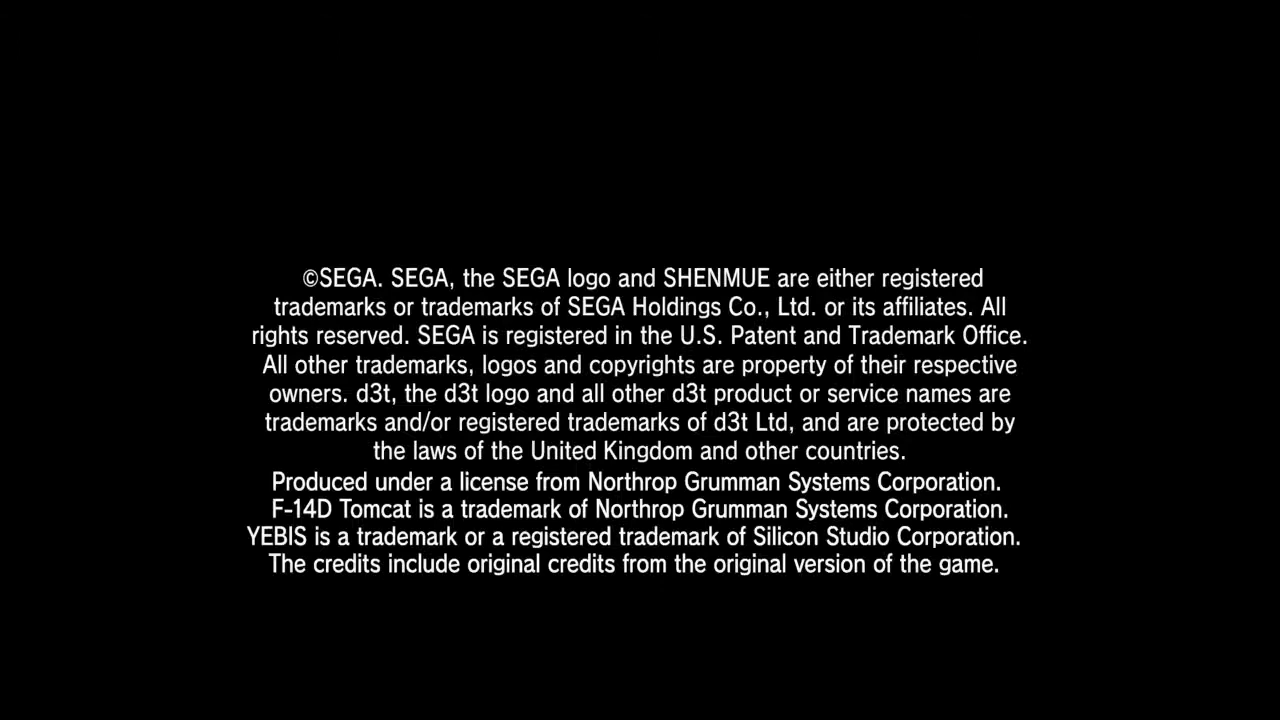 ©SEGA. SEGA, the SEGA logo and SHENMUE are either registered
trademarks or trademarks of SEGA Holdings Co., Ltd. or its affiliates. All
rights reserved. SEGA is registered in the U.S. Patent and Trademark Office.
All other trademarks, logos and copyrights are property of their respective
owners. d3t, the d3t logo and all other d3t product or service names are
trademarks and/or registered trademarks of d3t Ltd, and are protected by
the laws of the United Kingdom and other countries.
Produced under a license from Northrop Grumman Systems Corporation.
F-14D Tomcat is a trademark of Northrop Grumman Systems Corporation.
YEBIS is a trademark or a registered trademark of Silicon Studio Corporation.
The credits include original credits from the original version of the game.